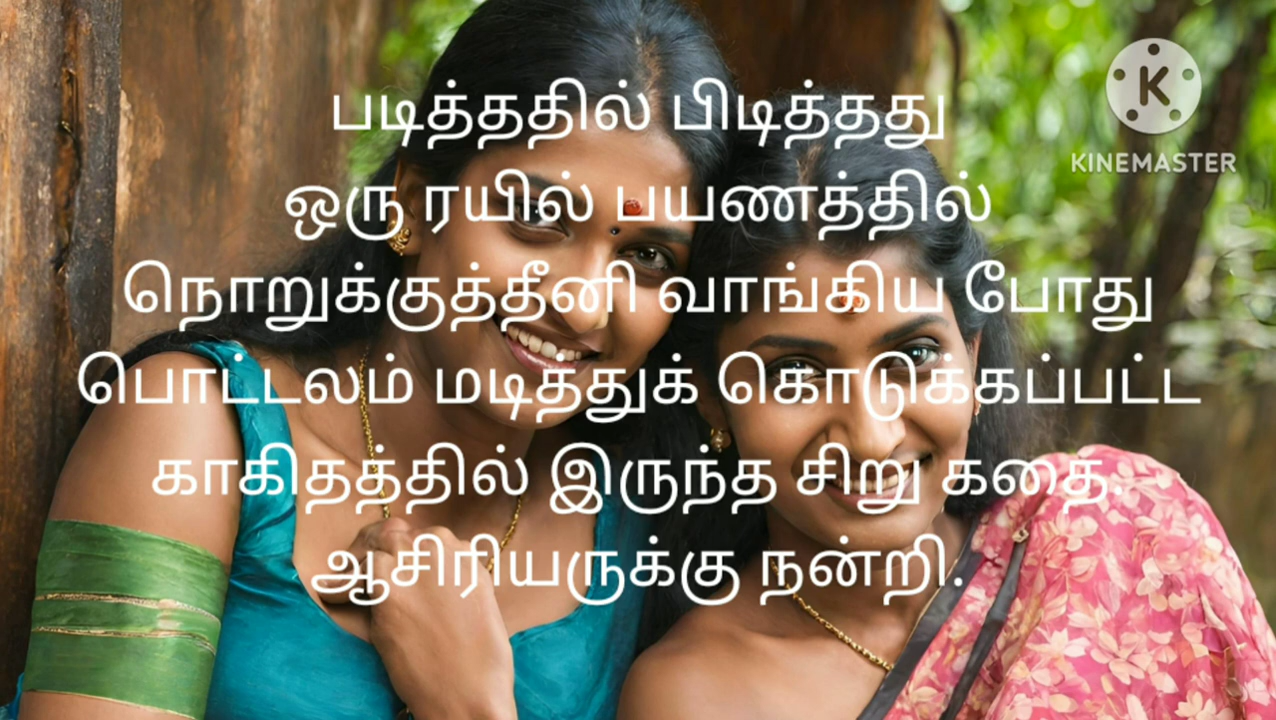 படித்ததில் பிடித்தது
ஒரு ரயில் பயணத்தில்
நொறுக்குத்தீனி வாங்கிய போது
பொட்டலம் மடித்துக் கொடுக்கப்பட்ட
காகிதத்தில் இருந்த சிறு கதை.
ஆசிரியருக்கு நன்றி.
K
KINEMASTER